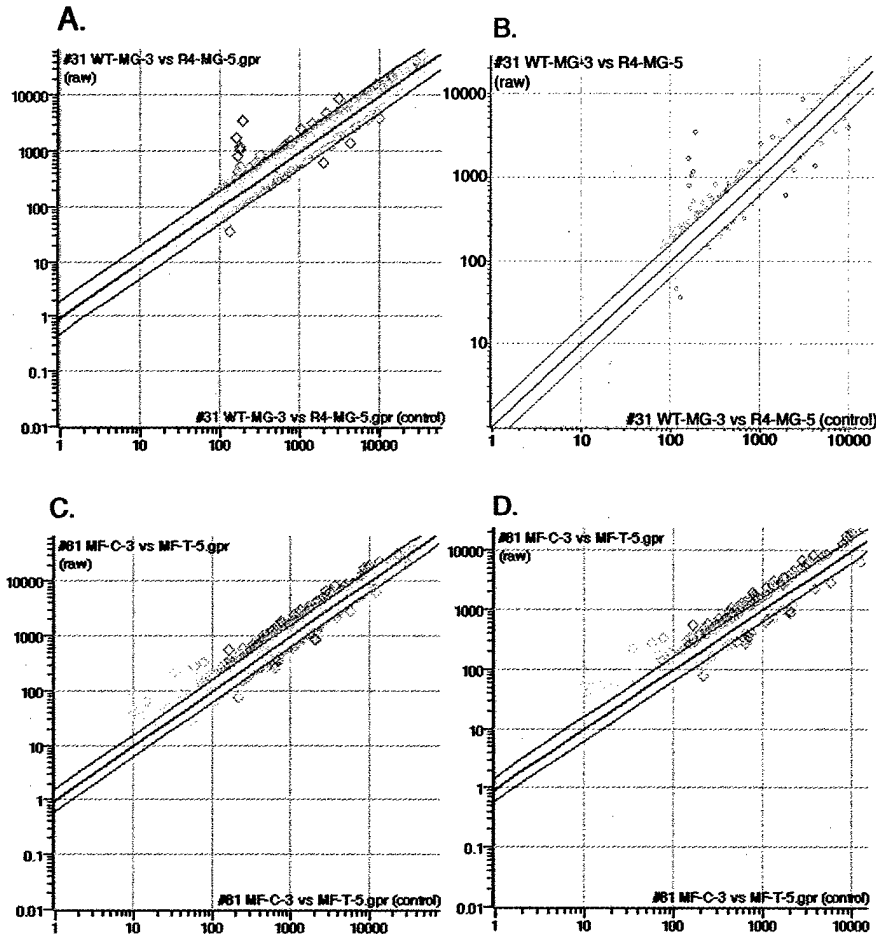 A.
#31 WT-MG-3 vs R4-MG-5.gpr
(raw)
10000
1000
100
10
1
0.1
0.01
#31 WT-MG-3 vs R4-MG-5.gpr (control)
1 10 100 1000 10000
B.
#31 WT-MG-3 vs R4-MG-5
(raw)
10000
1000
100
10
#31 WT-MG-3 vs R4-MG-5 (control)
1 10 100 1000 10000
C.
#81 MF-C-3 vs MF-T-5.gpr
(raw)
10000
1000
100
10
1
0.1
0.01
#81 MF-C-3 vs MF-T-5.gpr (control)
1 10 100 1000 10000
D.
#81 MF-C-3 vs MF-T-5.gpr
(raw)
10000
1000
100
10
1
0.1
0.01
#81 MF-C-3 vs MF-T-5.gpr (control)
1 10 100 1000 10000